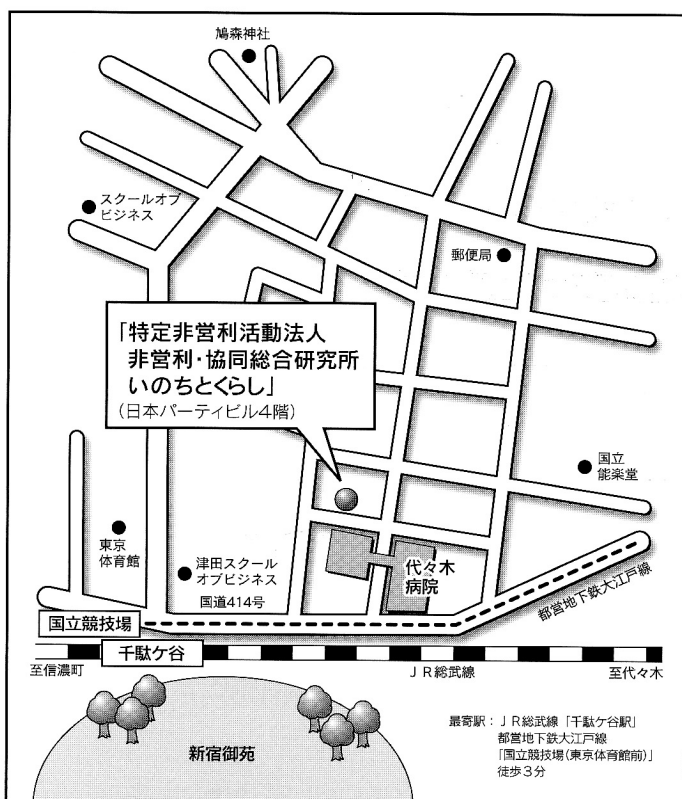 鳩森神社
スクールオブ
ビジネス
郵便局
「特定非営利活動法人
非営利・協同総合研究所
いのちとくらし」
(日本パーティビル4階)
国立
能楽堂
東京
体育館
津田スクール
オブビジネス
代々木
病院
国道414号
都営地下鉄大江戸線
国立競技場
千駄ケ谷
至信濃町
JR総武線
至代々木
新宿御苑
最寄駅：JR総武線「千駄ケ谷駅」
都営地下鉄大江戸線
「国立競技場(東京体育館前)」
徒歩3分